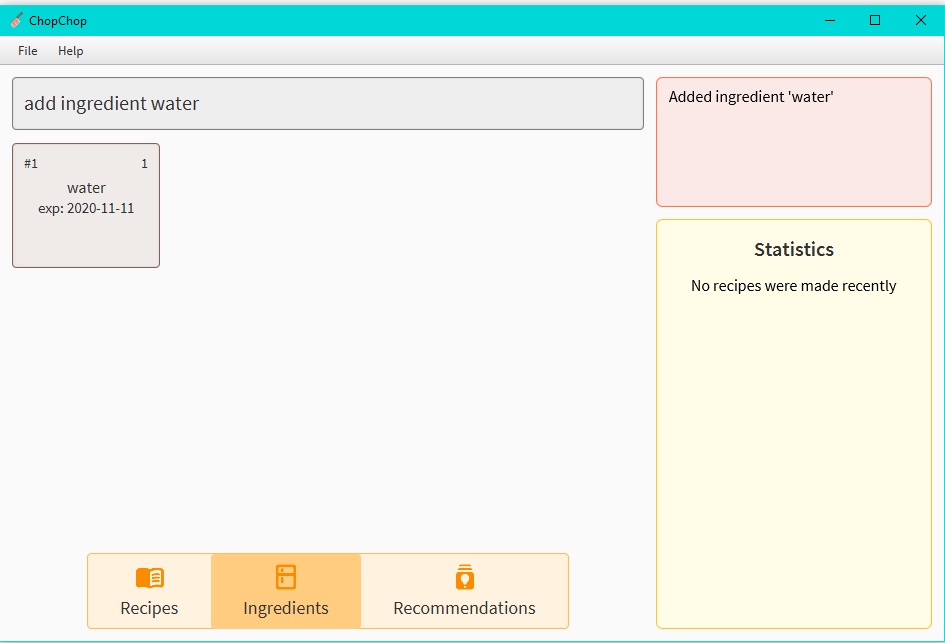 ChopChop
File Help
add ingredient water
Added ingredient 'water'
#1 1
water
exp: 2020-11-11
Statistics
No recipes were made recently
Recipes Ingredients Recommendations